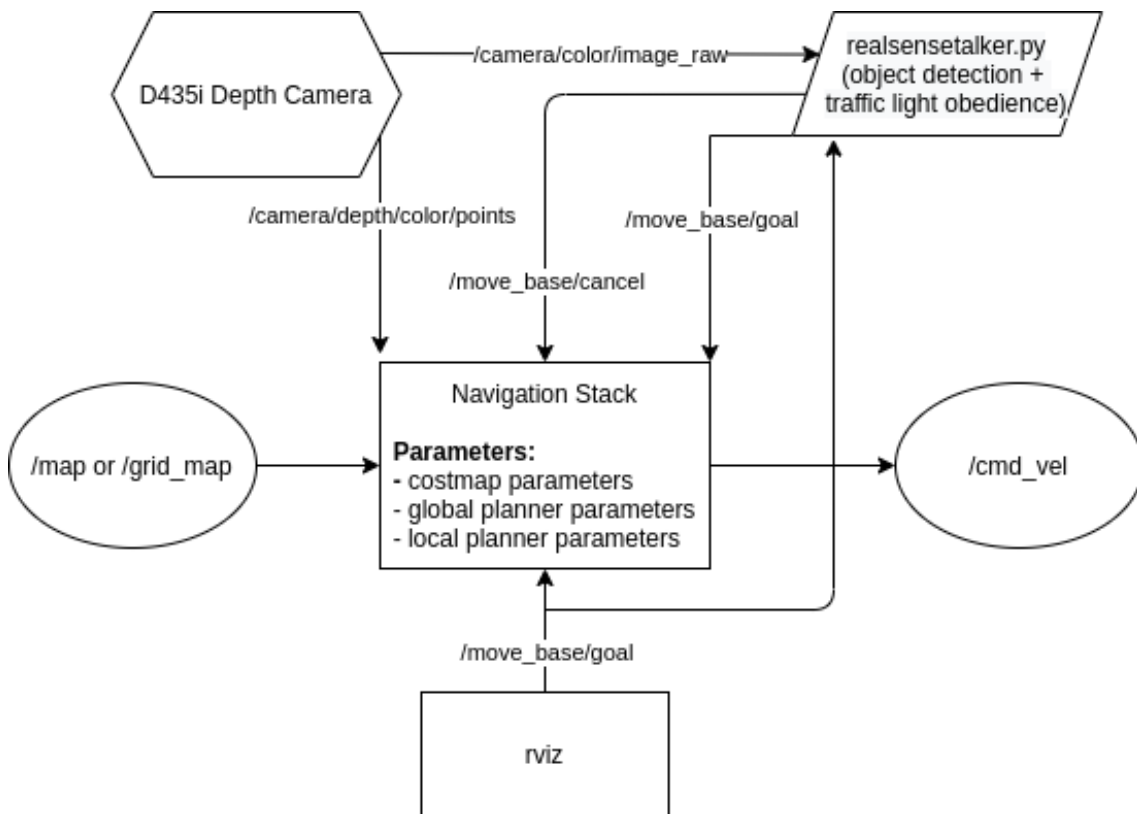 /camera/color/image_raw
realsensetalker.py
(object detection +
traffic light obedience)
D435i Depth Camera
/camera/depth/color/points
/move_base/goal
/move_base/cancel
Navigation Stack
Parameters:
- costmap parameters
- global planner parameters
- local planner parameters
/map or /grid_map
/cmd_vel
/move_base/goal
rviz